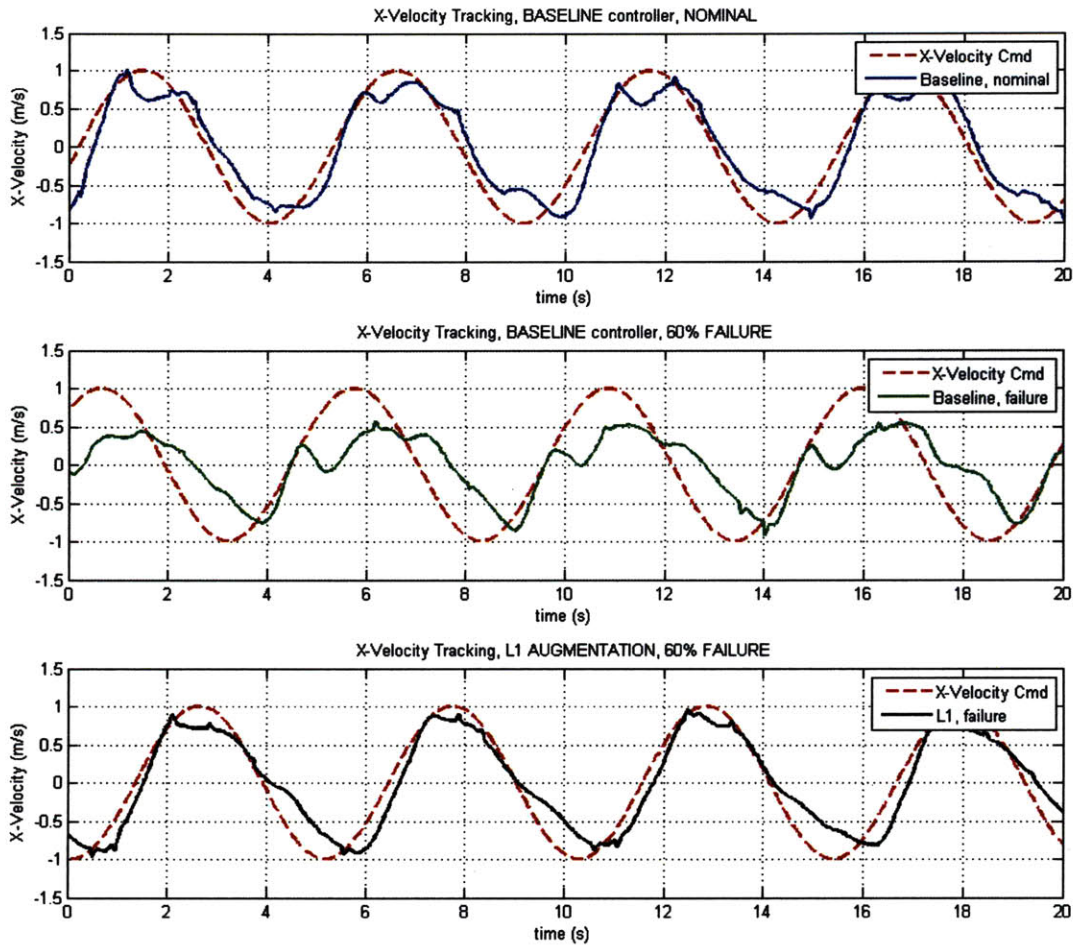 X-Velocity Tracking, BASELINE controller, NOMINAL
1.5
1
0.5
0
-0.5
-1
-1.5
X-Velocity (m/s)
X-Velocity Cmd
Baseline, nominal
0 2 4 6 8 10 12 14 16 18 20
time (s)
X-Velocity Tracking, BASELINE controller, 60% FAILURE
1.5
1
0.5
0
-0.5
-1
-1.5
X-Velocity (m/s)
X-Velocity Cmd
Baseline, failure
0 2 4 6 8 10 12 14 16 18 20
time (s)
X-Velocity Tracking, L1 AUGMENTATION, 60% FAILURE
1.5
1
0.5
0
-0.5
-1
-1.5
X-Velocity (m/s)
X-Velocity Cmd
L1, failure
0 2 4 6 8 10 12 14 16 18 20
time (s)